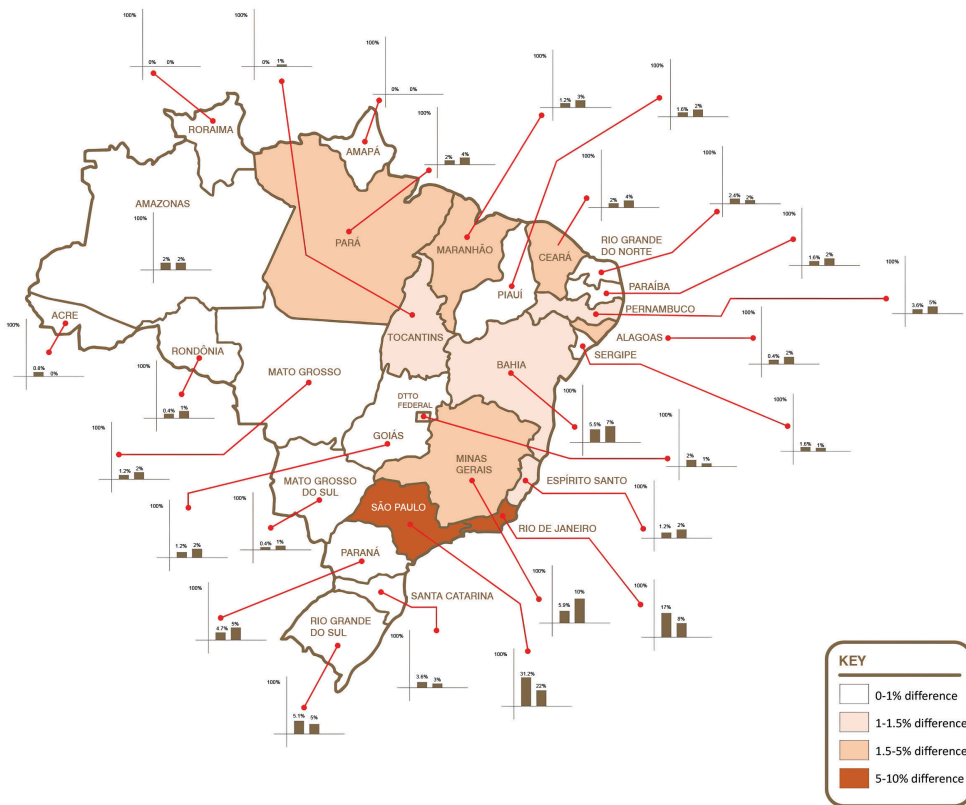 100%
0% 0%
100%
0% 1%
100%
0% 0%
100%
1.2% 3%
100%
1.6% 2%
100%
2% 4%
100%
2% 4%
100%
2.4% 2%
100%
1.6% 2%
100%
3.6% 5%
RORAIMA
AMAPÁ
AMAZONAS
100%
2% 2%
PARÁ
MARANHÃO
CEARÁ
RIO GRANDE
DO NORTE
PIAUÍ
PARAÍBA
PERNAMBUCO
ACRE
100%
0.8% 0%
RONDÔNIA
100%
0.4% 1%
TOCANTINS
ALAGOAS
SERGIPE
100%
0.4% 2%
MATO GROSSO
BAHIA
DTTO
FEDERAL
100%
5.5% 7%
100%
1.6% 1%
100%
1.2% 2%
GOIÁS
100%
2% 1%
MINAS
GERAIS
MATO GROSSO
DO SUL
ESPÍRITO SANTO
100%
1.2% 2%
SÃO PAULO
RIO DE JANEIRO
100%
1.2% 2%
100%
0.4% 1%
PARANÁ
100%
4.7% 5%
SANTA CATARINA
100%
5.9% 10%
100%
17% 8%
RIO GRANDE
DO SUL
100%
3.8% 3%
100%
31.2% 22%
100%
5.1% 5%
KEY
0-1% difference
1-1.5% difference
1.5-5% difference
5-10% difference